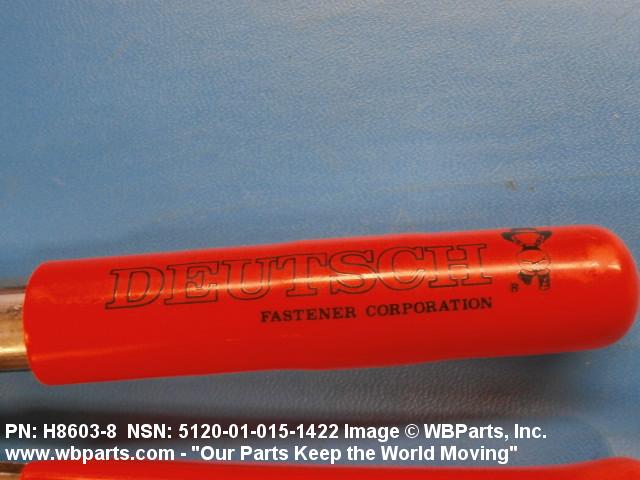 DEUTSCH
FASTENER CORPORATION
PN: H8603-8 NSN: 5120-01-015-1422 Image © WBParts, Inc.
www.wbparts.com - "Our Parts Keep the World Moving"